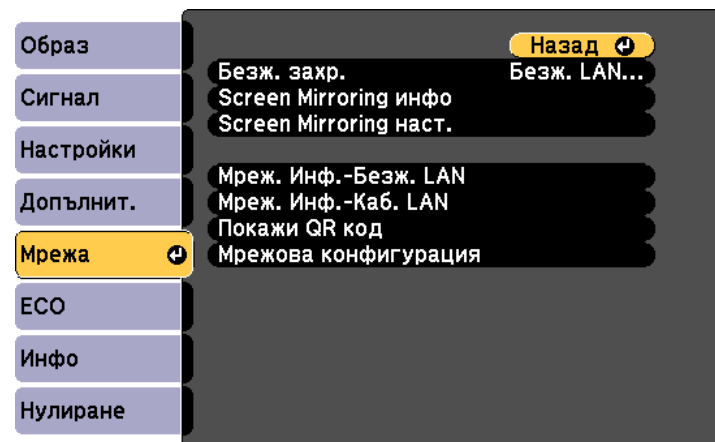 Образ
Сигнал
Настройки
Допълнит.
Мрежа
ECO
Инфо
Нулиране
Назад
Безж. захр. Безж. LAN...
Screen Mirroring инфо
Screen Mirroring наст.
Мреж. Инф.-Безж. LAN
Мреж. Инф.-Каб. LAN
Покажи QR код
Мрежова конфигурация